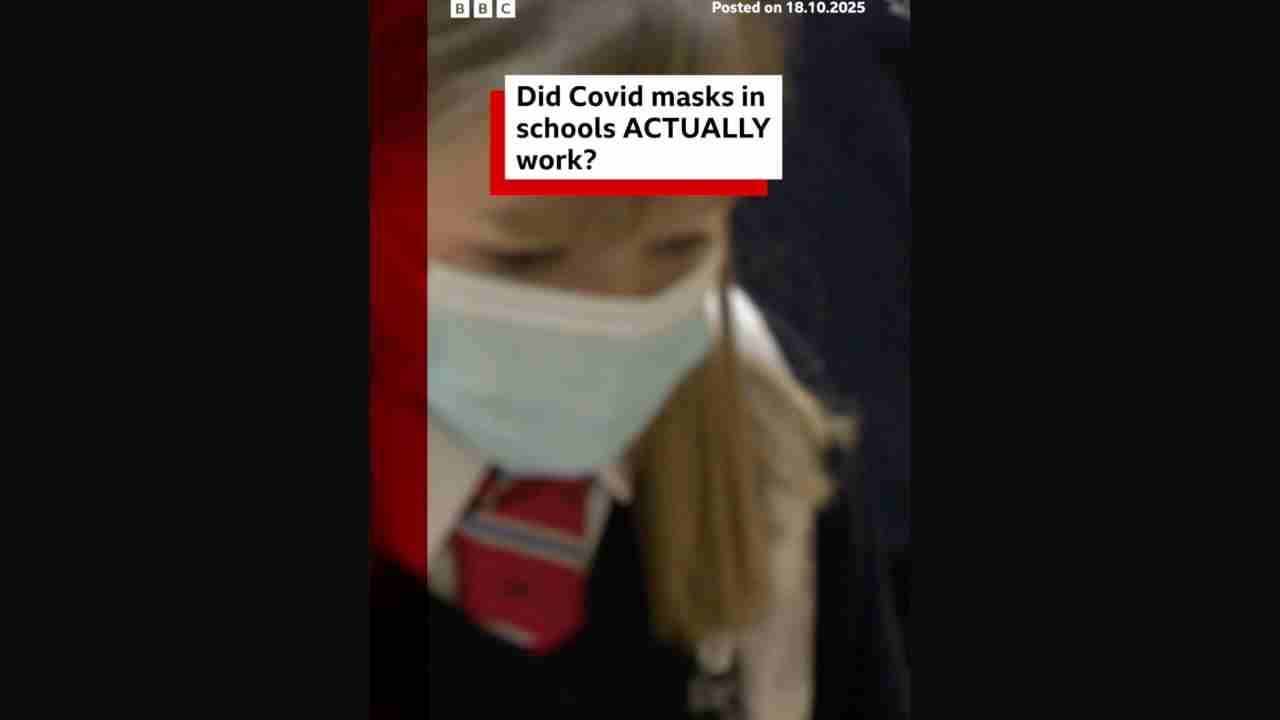 BBC
Posted on 18.10.2025
Did Covid masks in
schools ACTUALLY
work?